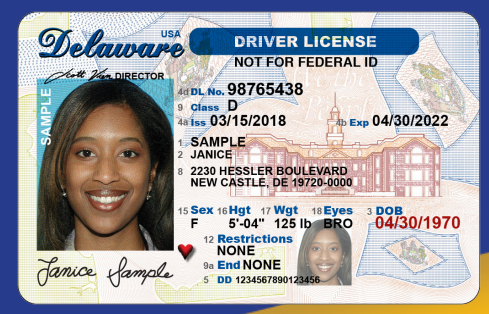 Delaware USA
DRIVER LICENSE
NOT FOR FEDERAL ID
DIRECTOR
SAMPLE
4d DL No. 98765438
9 Class D
4a Iss 03/15/2018 4b Exp 04/30/2022
1 SAMPLE
2 JANICE
8 2230 HESSLER BOULEVARD
NEW CASTLE, DE 19720-0000
15 Sex 16 Hgt 17 Wgt 18 Eyes 3 DOB
F 5'-04" 125 lb BRO 04/30/1970
12 Restrictions
NONE
9a End NONE
5 DD 1234567890123456
Janice Sample